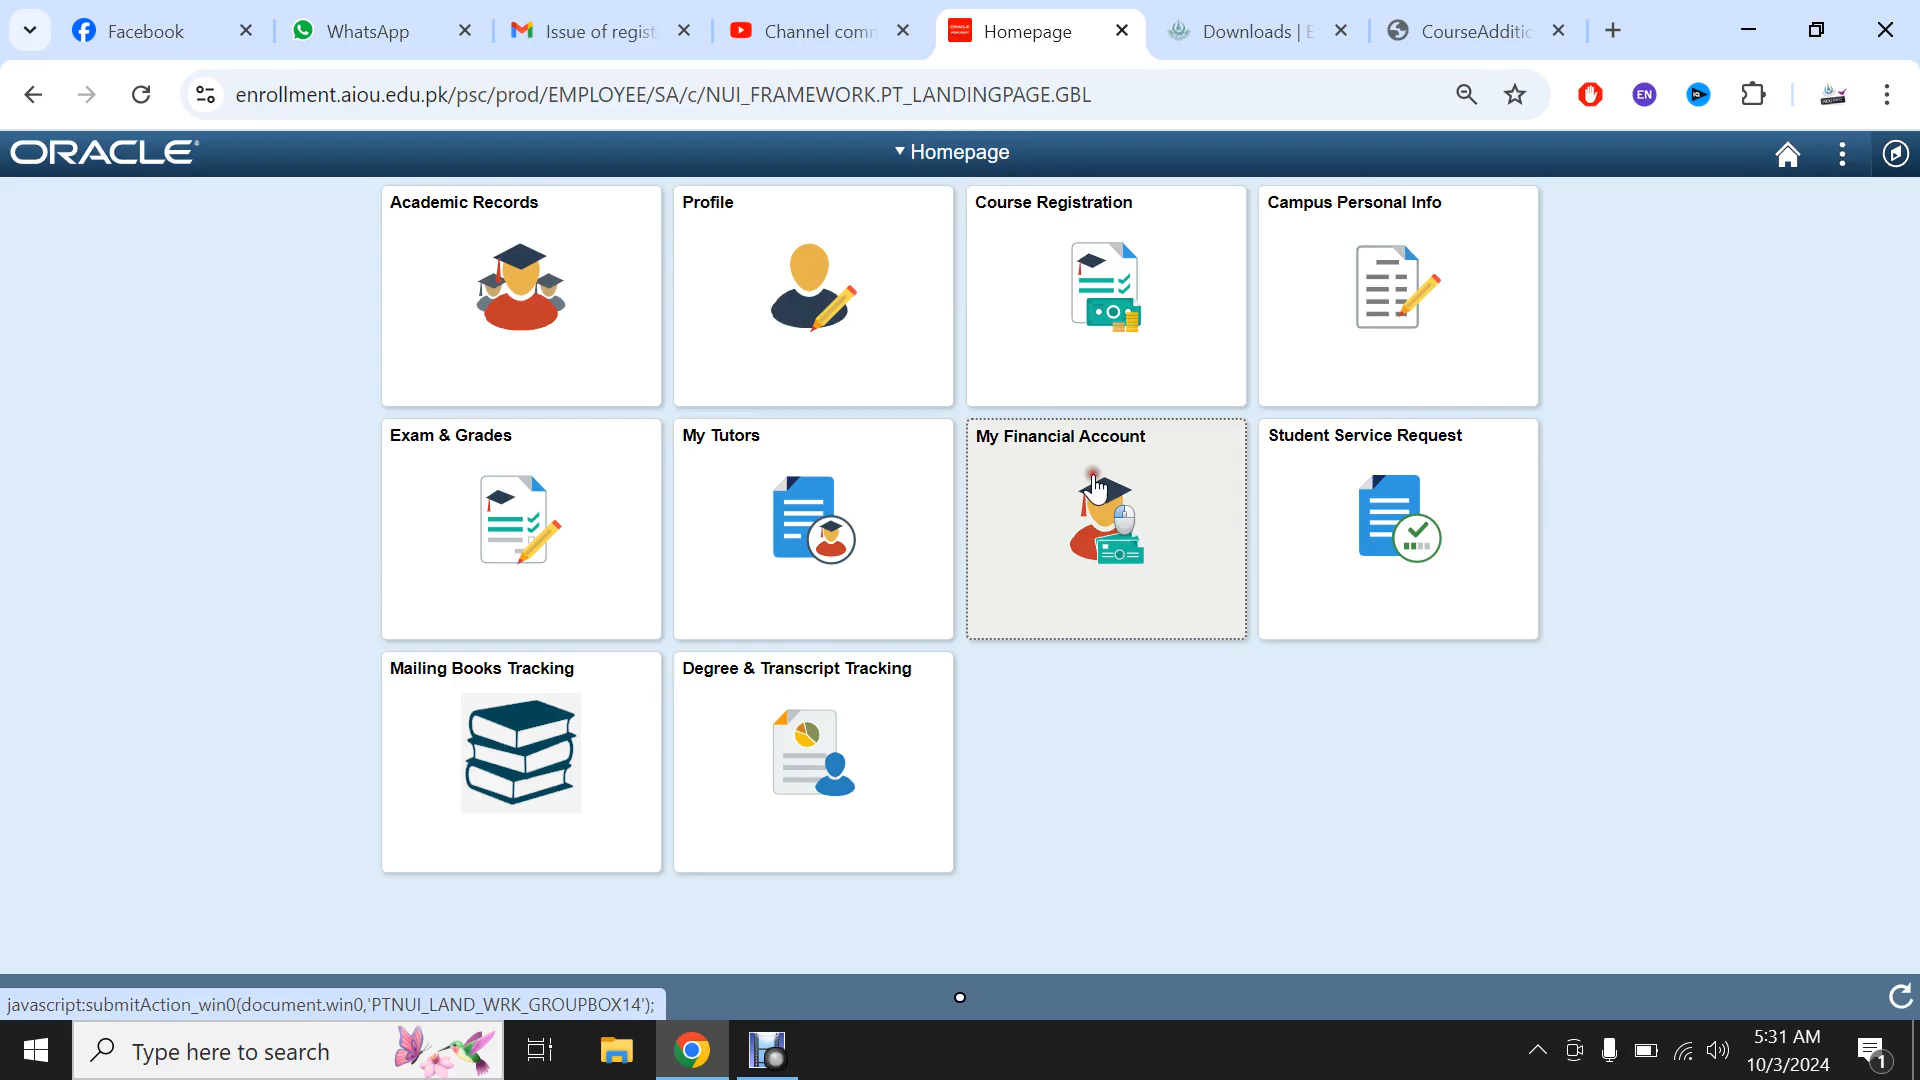 Facebook
WhatsApp
Issue of regist
Channel comm
Homepage
Downloads | E
CourseAdditio
enrollment.aiou.edu.pk/psc/prod/EMPLOYEE/SA/c/NUI_FRAMEWORK.PT_LANDINGPAGE.GBL
EN
ORACLE
Homepage
Academic Records
Profile
Course Registration
Campus Personal Info
Exam & Grades
My Tutors
My Financial Account
Student Service Request
Mailing Books Tracking
Degree & Transcript Tracking
javascript:submitAction_win0(document.win0,'PTNUI_LAND_WRK_GROUPBOX14');
Type here to search
5:31 AM
10/3/2024
1